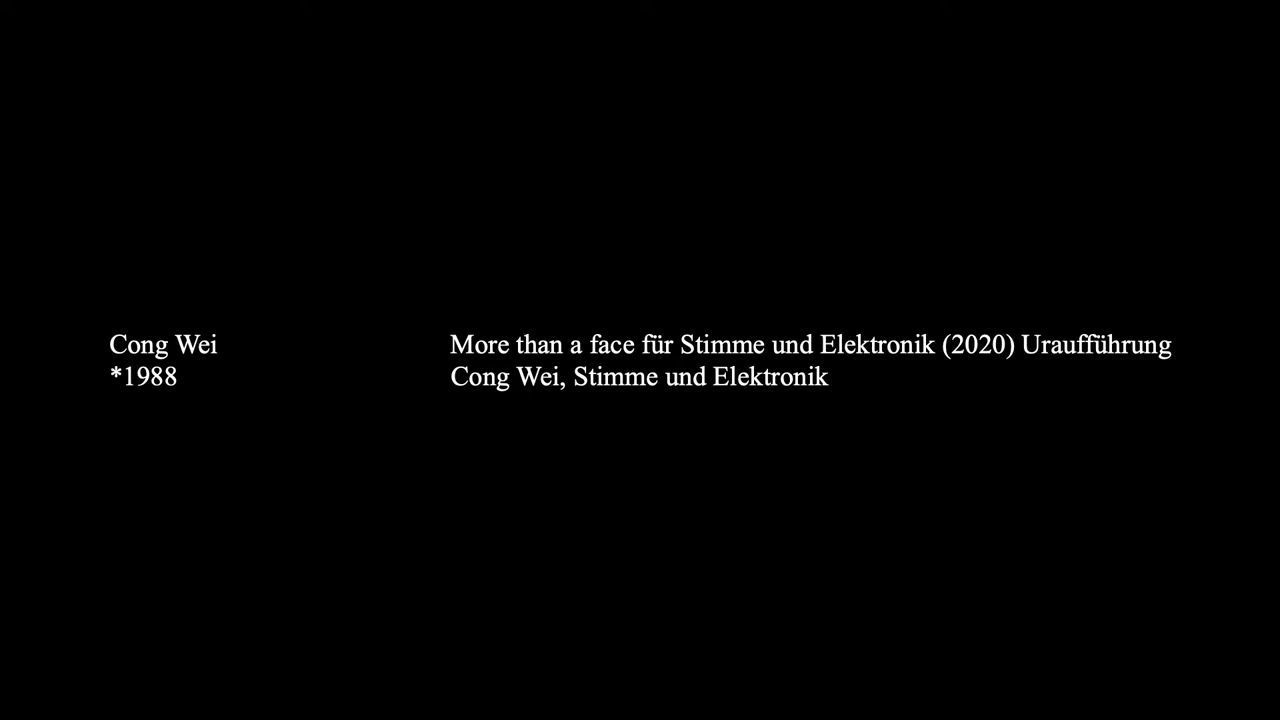 Cong Wei
*1988
More than a face für Stimme und Elektronik (2020) Uraufführung
Cong Wei, Stimme und Elektronik